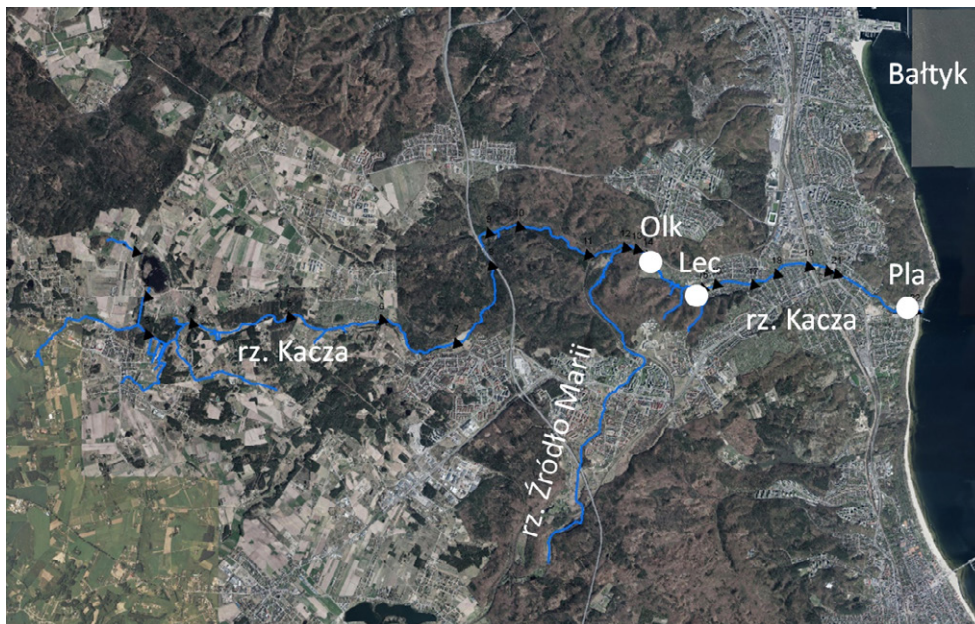 Bałtyk
Olk
Lec
Pla
rz. Kacza
rz. Kacza
rz. Źródło Marii